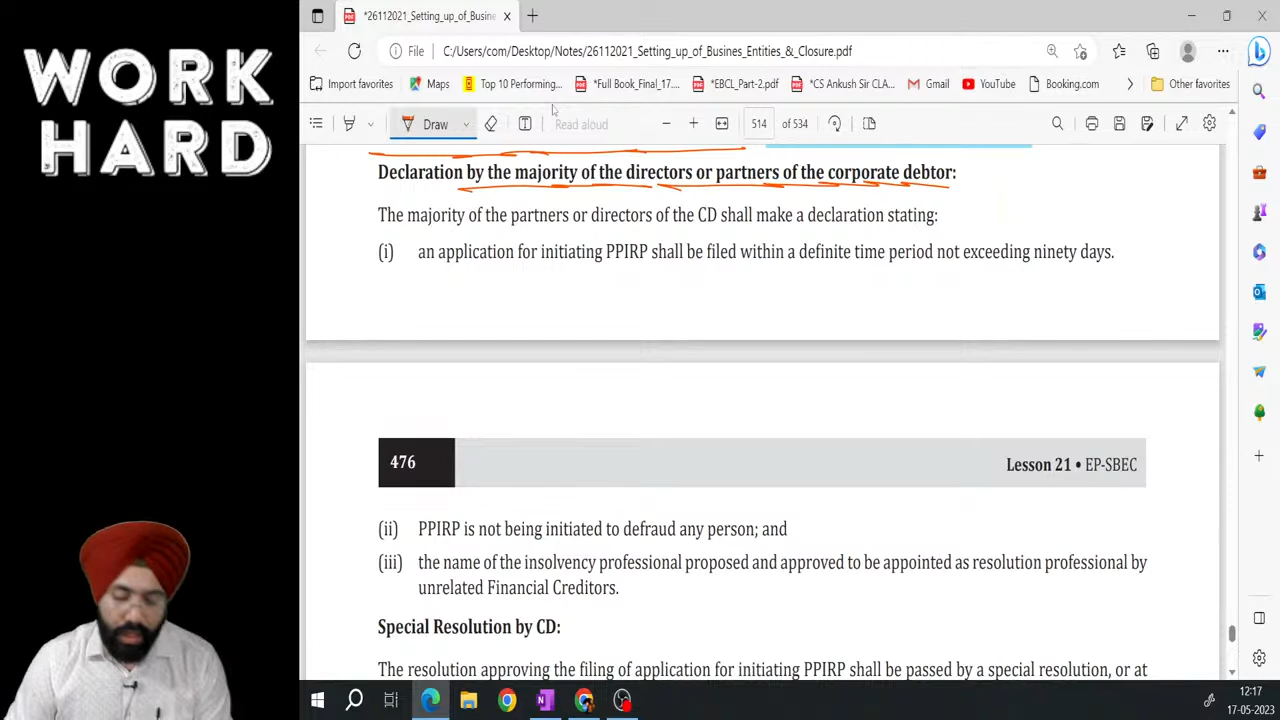 WORK
HARD
*26112021_Setting_up_of_Busine
File C:/Users/com/Desktop/Notes/26112021_Setting_up_of_Busines_Entities_&_Closure.pdf
Import favorites Maps Top 10 Performing... *Full Book_Final_17.... *EBCL_Part-2.pdf *CS Ankush Sir CLA... Gmail YouTube Booking.com Other favorites
Draw Read aloud 514 of 534
Declaration by the majority of the directors or partners of the corporate debtor:
The majority of the partners or directors of the CD shall make a declaration stating:
(i) an application for initiating PPIRP shall be filed within a definite time period not exceeding ninety days.
476
Lesson 21 • EP-SBEC
(ii) PPIRP is not being initiated to defraud any person; and
(iii) the name of the insolvency professional proposed and approved to be appointed as resolution professional by
unrelated Financial Creditors.
Special Resolution by CD:
The resolution approving the filing of application for initiating PPIRP shall be passed by a special resolution, or at
12:17
17-05-2023